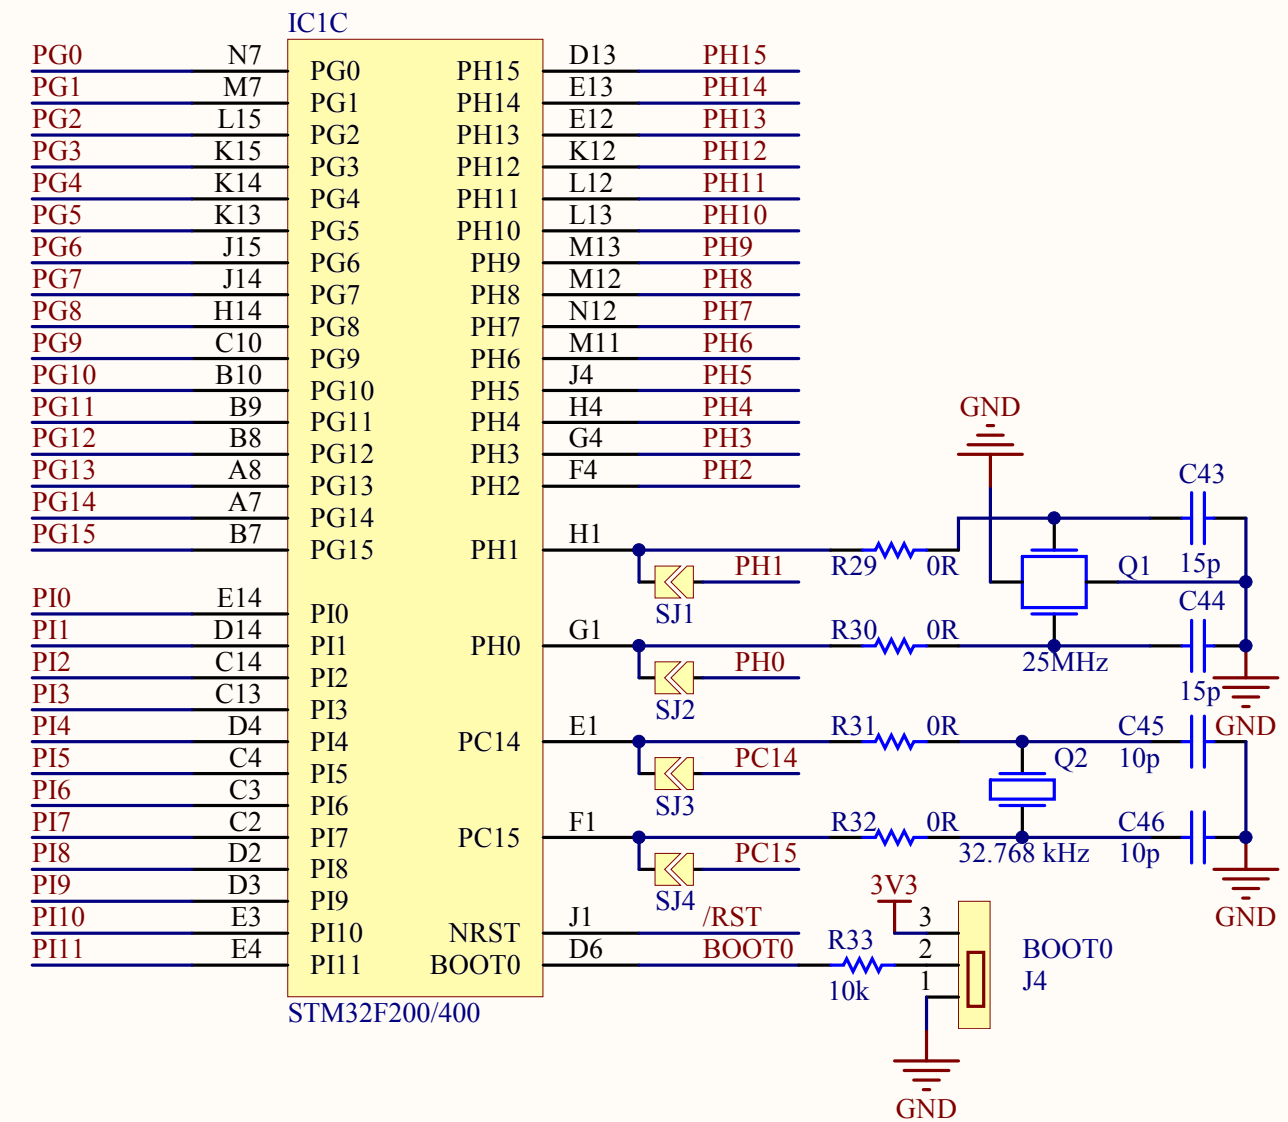 IC1C
PG0 N7 PG0 PH15 D13 PH15
PG1 M7 PG1 PH14 E13 PH14
PG2 L15 PG2 PH13 E12 PH13
PG3 K15 PG3 PH12 K12 PH12
PG4 K14 PG4 PH11 L12 PH11
PG5 K13 PG5 PH10 L13 PH10
PG6 J15 PG6 PH9 M13 PH9
PG7 J14 PG7 PH8 M12 PH8
PG8 H14 PG8 PH7 N12 PH7
PG9 C10 PG9 PH6 M11 PH6
PG10 B10 PG10 PH5 J4 PH5
PG11 B9 PG11 PH4 H4 PH4
GND
PG12 B8 PG12 PH3 G4 PH3
PG13 A8 PG13 PH2 F4 PH2
C43
PG14 A7 PG14
PG15 B7 PG15 PH1 H1
PH1 R29 0R Q1 15p
PI0 E14 PI0 SJ1 C44
PI1 D14 PI1 PH0 G1 R30 0R
PI2 C14 PI2 PH0 25MHz
PI3 C13 PI3 SJ2 15p
PI4 D4 PI4 PC14 E1 R31 0R C45 GND
PI5 C4 PI5 PC14 Q2 10p
PI6 C3 PI6 SJ3
PI7 C2 PI7 PC15 F1 R32 0R C46
PI8 D2 PI8 PC15 32.768 kHz 10p
PI9 D3 PI9 SJ4 3V3
PI10 E3 PI10 NRST J1 /RST 3 GND
PI11 E4 PI11 BOOT0 D6 BOOT0 R33 2 BOOT0
10k 1 J4
STM32F200/400
GND